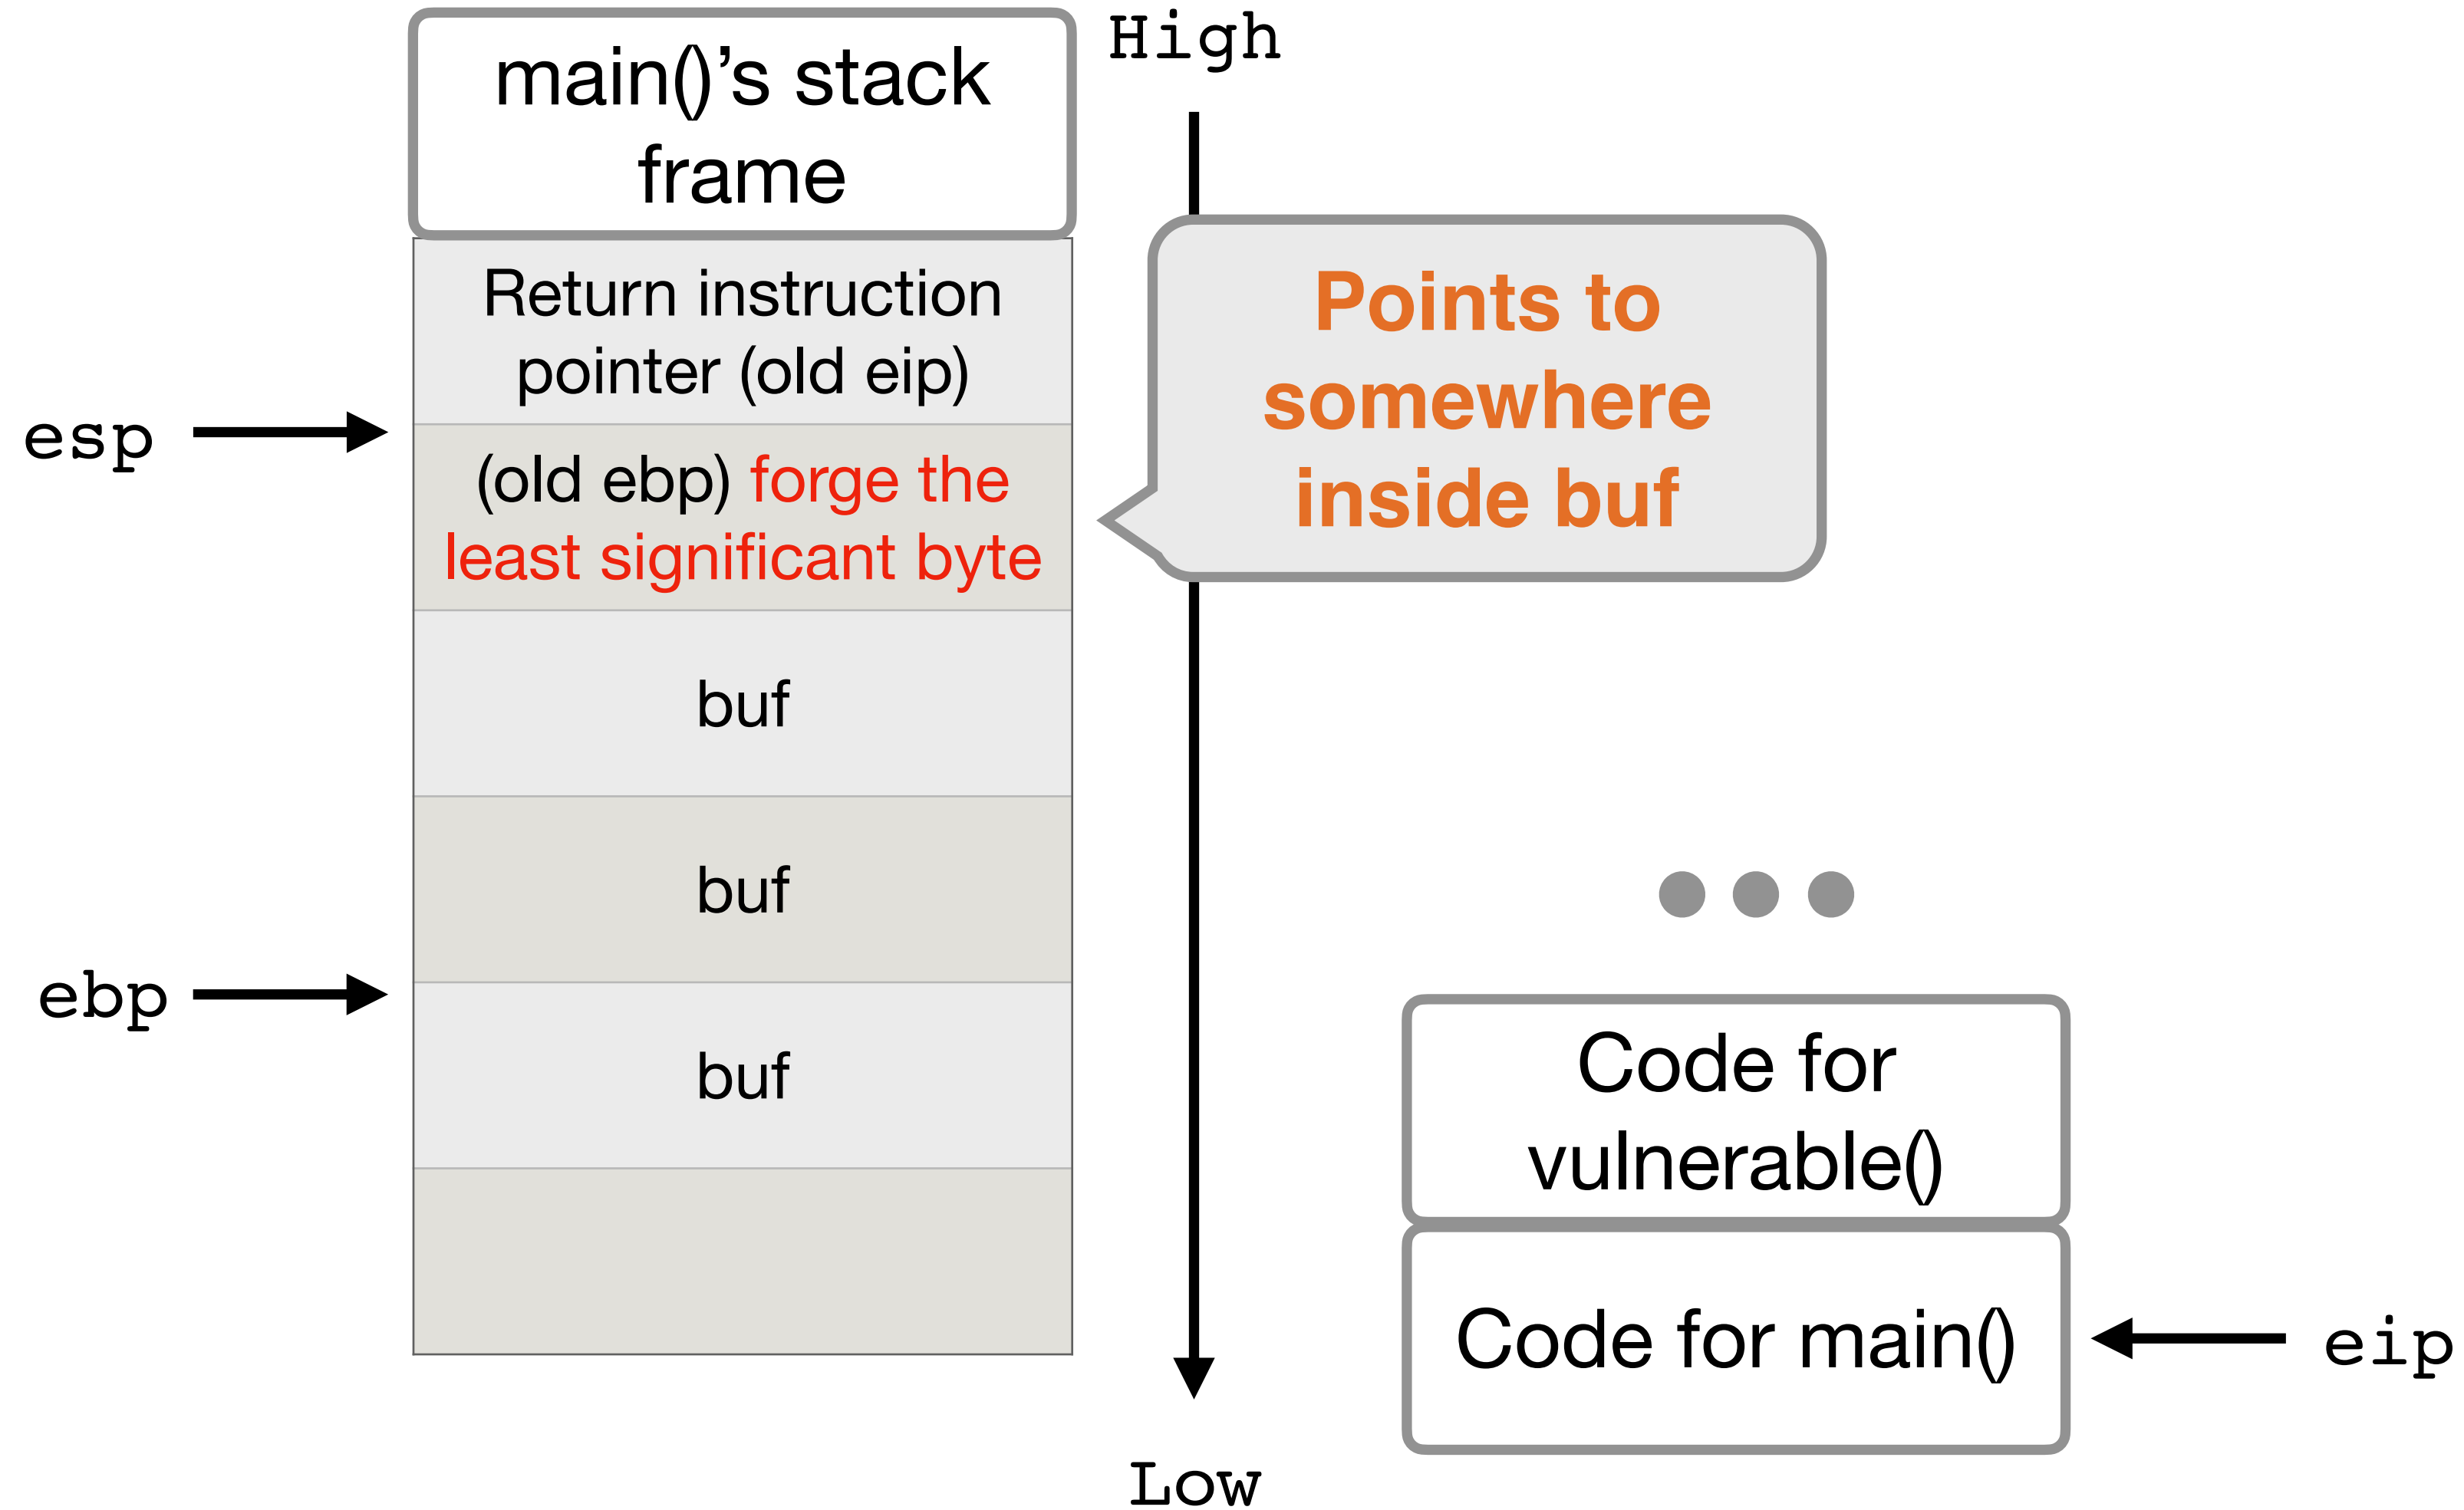 main()’s stack
frame
High
Return instruction
pointer (old eip)
Points to
somewhere
inside buf
esp
(old ebp) forge the
least significant byte
buf
buf
ebp
buf
Code for
vulnerable()
Code for main()
eip
Low